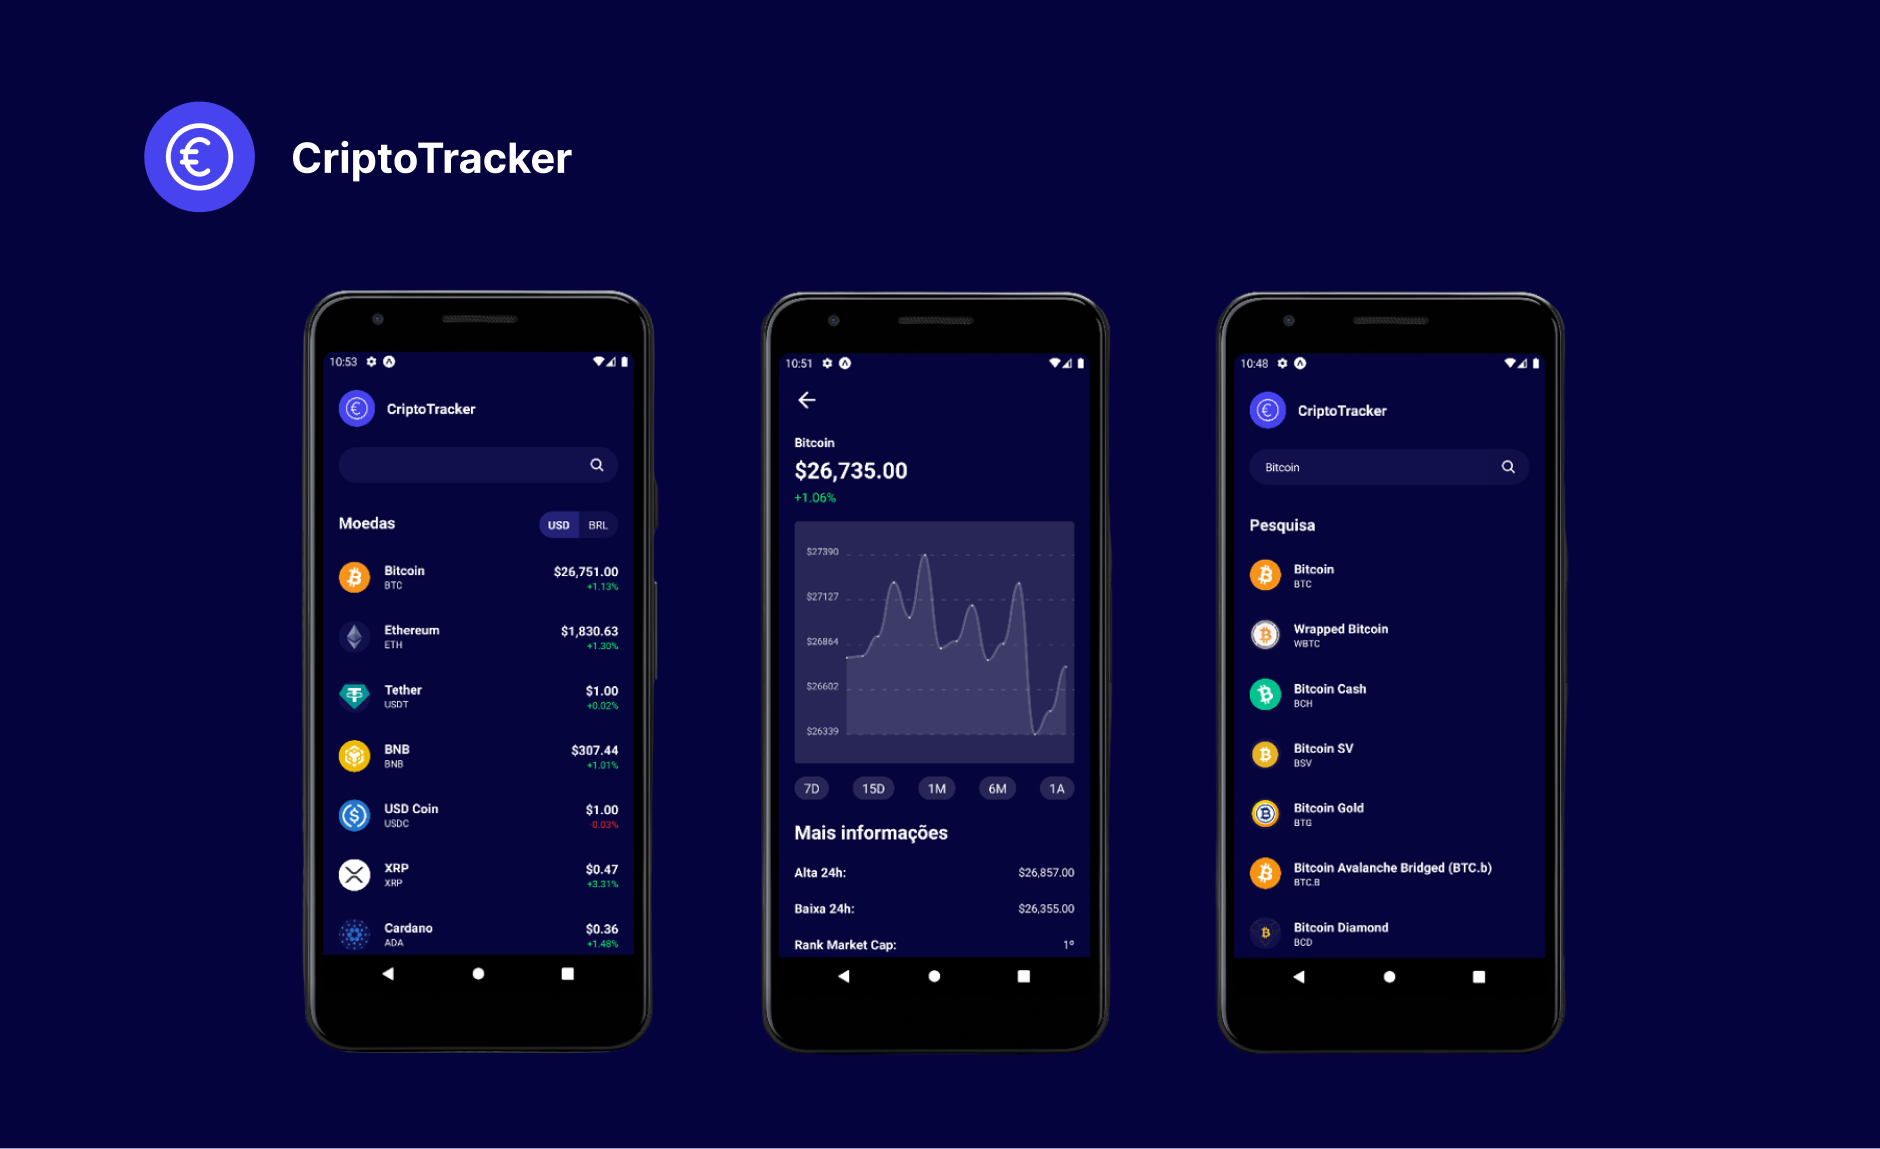 CriptoTracker
10:53
CriptoTracker
Moedas
USD BRL
Bitcoin $26,751.00
BTC +1.13%
Ethereum $1,830.63
ETH +1.30%
Tether $1.00
USDT +0.02%
BNB $307.44
BNB +1.01%
USD Coin $1.00
USDC -0.03%
XRP $0.47
XRP +3.31%
Cardano $0.36
ADA +1.48%
10:51
Bitcoin
$26,735.00
+1.06%
$27390
$27127
$26864
$26602
$26339
7D 15D 1M 6M 1A
Mais informações
Alta 24h: $26,857.00
Baixa 24h: $26,355.00
Rank Market Cap: 1º
10:48
CriptoTracker
Bitcoin
Pesquisa
Bitcoin
BTC
Wrapped Bitcoin
WBTC
Bitcoin Cash
BCH
Bitcoin SV
BSV
Bitcoin Gold
BTG
Bitcoin Avalanche Bridged (BTC.b)
BTC.B
Bitcoin Diamond
BCD